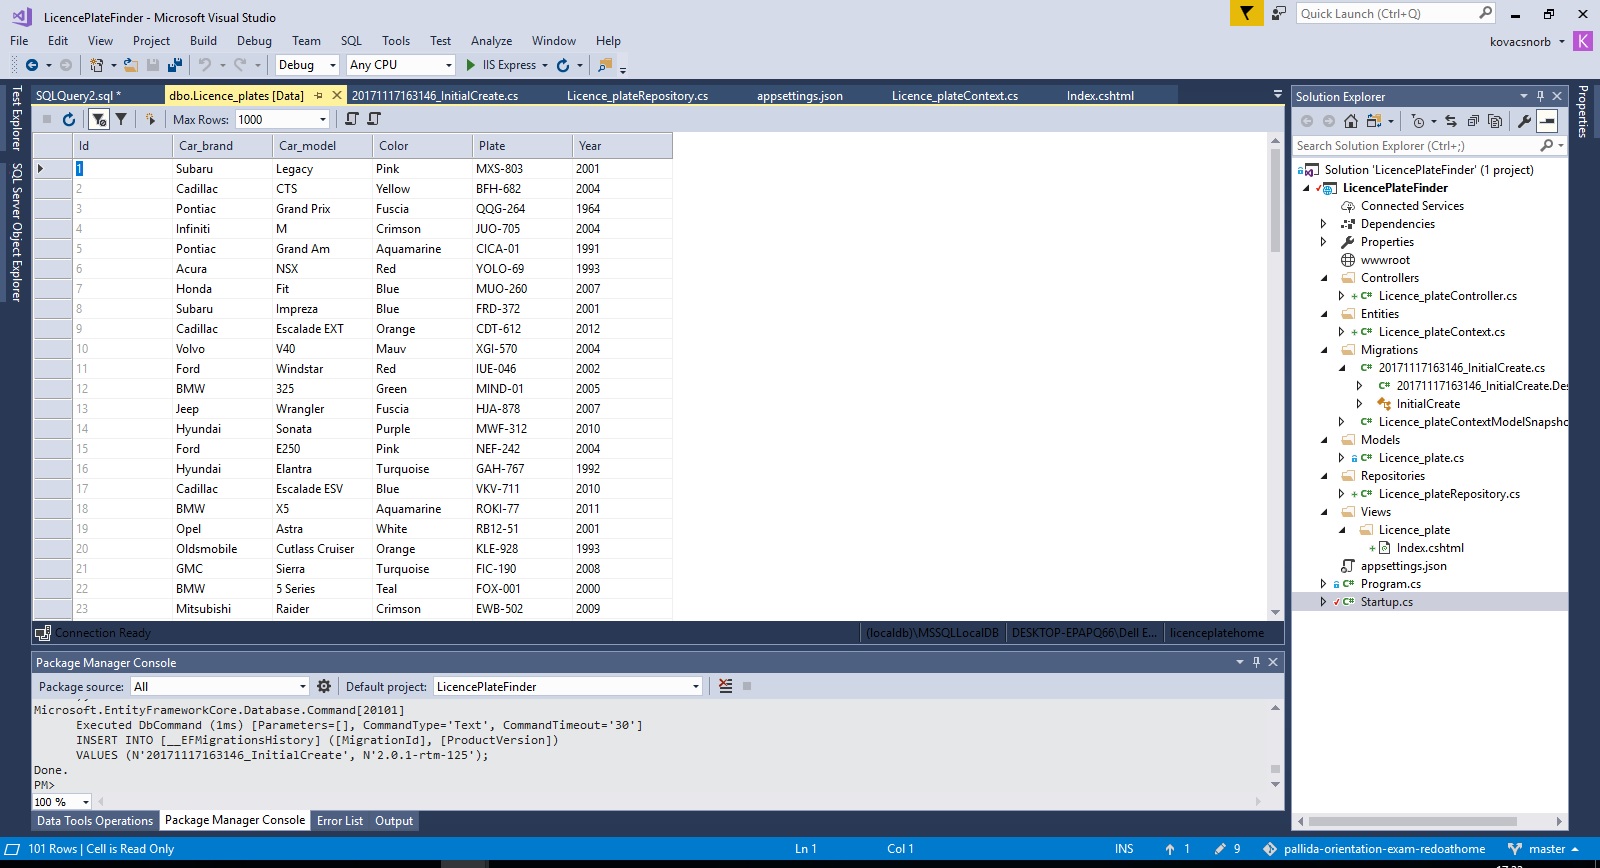 LicencePlateFinder - Microsoft Visual Studio
Quick Launch (Ctrl+Q)
File Edit View Project Build Debug Team SQL Tools Test Analyze Window Help
kovacsnorb K
Debug Any CPU IIS Express
SQLQuery2.sql * dbo.Licence_plates [Data] 20171117163146_InitialCreate.cs Licence_plateRepository.cs appsettings.json Licence_plateContext.cs Index.cshtml
Test Explorer
SQL Server Object Explorer
Max Rows: 1000
Id Car_brand Car_model Color Plate Year
1 Subaru Legacy Pink MXS-803 2001
2 Cadillac CTS Yellow BFH-682 2004
3 Pontiac Grand Prix Fuscia QQG-264 1964
4 Infiniti M Crimson JUO-705 2004
5 Pontiac Grand Am Aquamarine CICA-01 1991
6 Acura NSX Red YOLO-69 1993
7 Honda Fit Blue MUO-260 2007
8 Subaru Impreza Blue FRD-372 2001
9 Cadillac Escalade EXT Orange CDT-612 2012
10 Volvo V40 Mauv XGI-570 2004
11 Ford Windstar Red IUE-046 2002
12 BMW 325 Green MIND-01 2005
13 Jeep Wrangler Fuscia HJA-878 2007
14 Hyundai Sonata Purple MWF-312 2010
15 Ford E250 Pink NEF-242 2004
16 Hyundai Elantra Turquoise GAH-767 1992
17 Cadillac Escalade ESV Blue VKV-711 2010
18 BMW X5 Aquamarine ROKI-77 2011
19 Opel Astra White RB12-51 2001
20 Oldsmobile Cutlass Cruiser Orange KLE-928 1993
21 GMC Sierra Turquoise FIC-190 2008
22 BMW 5 Series Teal FOX-001 2000
23 Mitsubishi Raider Crimson EWB-502 2009
Connection Ready (localdb)\MSSQLLocalDB DESKTOP-EPAPQ66\Dell E... licenceplatehome
Package Manager Console
Package source: All Default project: LicencePlateFinder
Microsoft.EntityFrameworkCore.Database.Command[20101]
Executed DbCommand (1ms) [Parameters=[], CommandType='Text', CommandTimeout='30']
INSERT INTO [__EFMigrationsHistory] ([MigrationId], [ProductVersion])
VALUES (N'20171117163146_InitialCreate', N'2.0.1-rtm-125');
Done.
PM>
100 %
Data Tools Operations Package Manager Console Error List Output
Solution Explorer
Search Solution Explorer (Ctrl+;)
Solution 'LicencePlateFinder' (1 project)
LicencePlateFinder
Connected Services
Dependencies
Properties
wwwroot
Controllers
+ C# Licence_plateController.cs
Entities
+ C# Licence_plateContext.cs
Migrations
C# 20171117163146_InitialCreate.cs
C# 20171117163146_InitialCreate.Des
InitialCreate
C# Licence_plateContextModelSnapsho
Models
C# Licence_plate.cs
Repositories
+ C# Licence_plateRepository.cs
Views
Licence_plate
+ Index.cshtml
appsettings.json
C# Program.cs
C# Startup.cs
Properties
101 Rows | Cell is Read Only Ln 1 Col 1 INS 1 9 pallida-orientation-exam-redoathome master